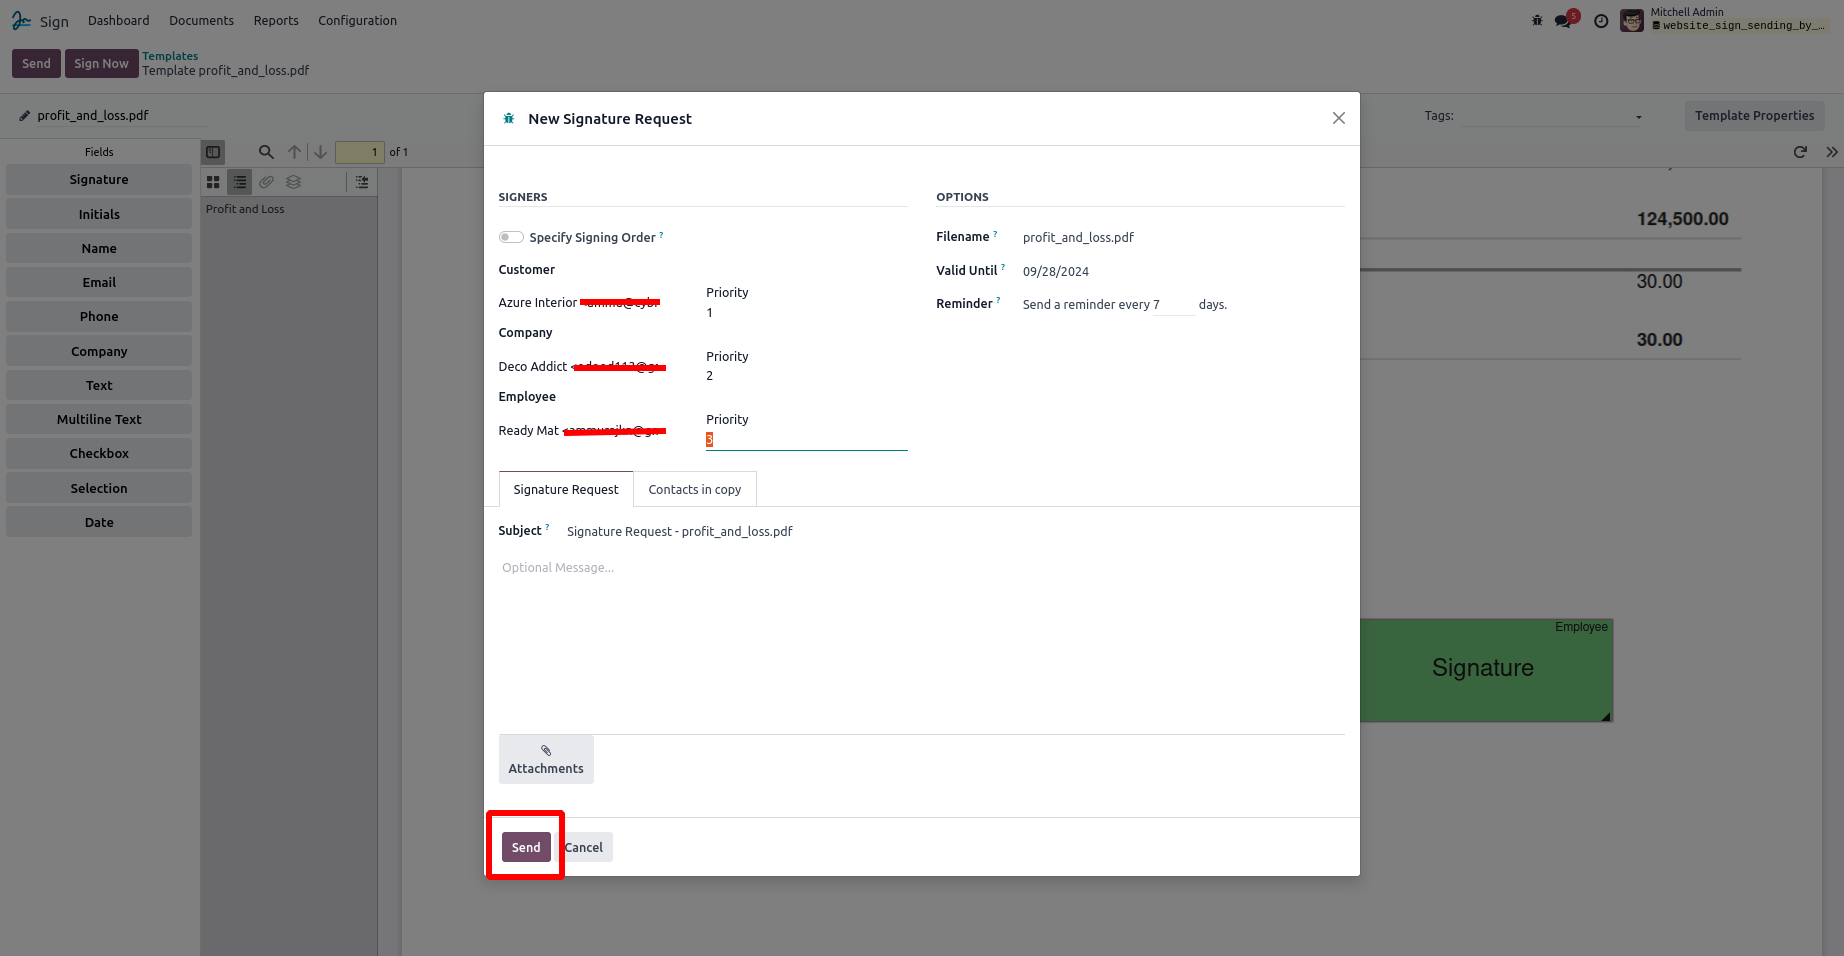 Sign Dashboard Documents Reports Configuration
5 Mitchell Admin
website_sign_sending_by_...
Send Sign Now Templates
Template profit_and_loss.pdf
profit_and_loss.pdf
Tags: Template Properties
Fields
1 of 1
Signature
Initials
Name
Email
Phone
Company
Text
Multiline Text
Checkbox
Selection
Date
Profit and Loss
New Signature Request
SIGNERS
Specify Signing Order ?
Customer
Azure Interior
Priority
1
Company
Deco Addict
Priority
2
Employee
Ready Mat
Priority
3
OPTIONS
Filename ? profit_and_loss.pdf
Valid Until ? 09/28/2024
Reminder ? Send a reminder every 7 days.
Signature Request Contacts in copy
Subject ? Signature Request - profit_and_loss.pdf
Optional Message...
Attachments
Send Cancel
124,500.00
30.00
30.00
Employee
Signature